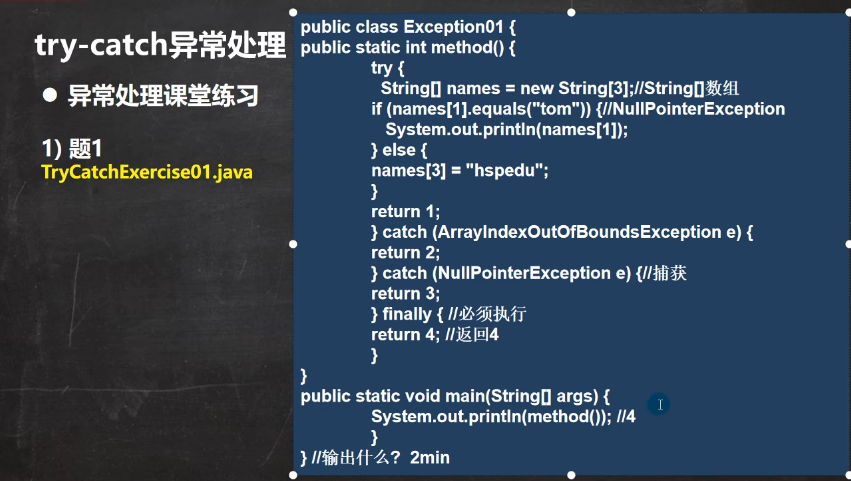 try-catch异常处理
● 异常处理课堂练习
1) 题1
TryCatchExercise01.java
public class Exception01 {
public static int method() {
try {
String[] names = new String[3];//String[]数组
if (names[1].equals("tom")) {//NullPointerException
System.out.println(names[1]);
} else {
names[3] = "hspedu";
}
return 1;
} catch (ArrayIndexOutOfBoundsException e) {
return 2;
} catch (NullPointerException e) {//捕获
return 3;
} finally { //必须执行
return 4; //返回4
}
}
public static void main(String[] args) {
System.out.println(method()); //4
}
} //输出什么? 2min